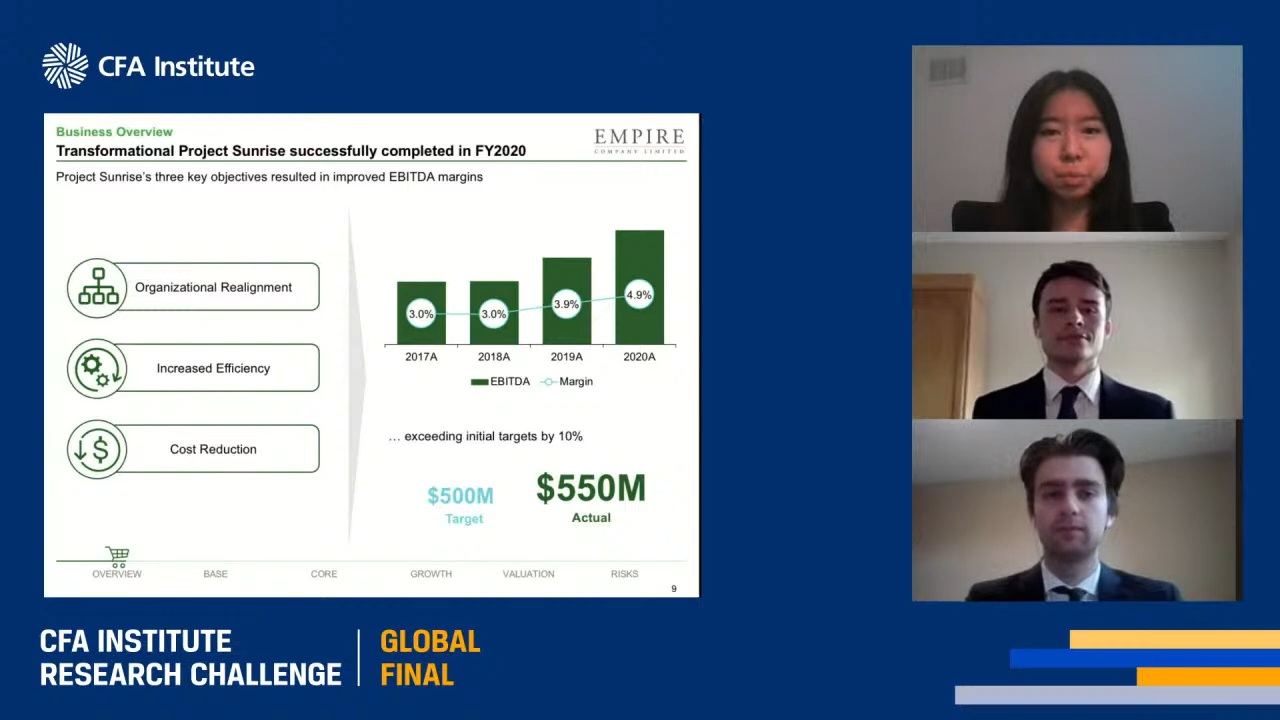 CFA Institute
Business Overview
Transformational Project Sunrise successfully completed in FY2020
EMPIRE
COMPANY LIMITED
Project Sunrise's three key objectives resulted in improved EBITDA margins
Organizational Realignment
Increased Efficiency
$
Cost Reduction
3.0%
3.0%
3.9%
4.9%
2017A
2018A
2019A
2020A
EBITDA
Margin
… exceeding initial targets by 10%
$500M
Target
$550M
Actual
OVERVIEW
BASE
CORE
GROWTH
VALUATION
RISKS
9
CFA INSTITUTE
RESEARCH CHALLENGE
GLOBAL
FINAL